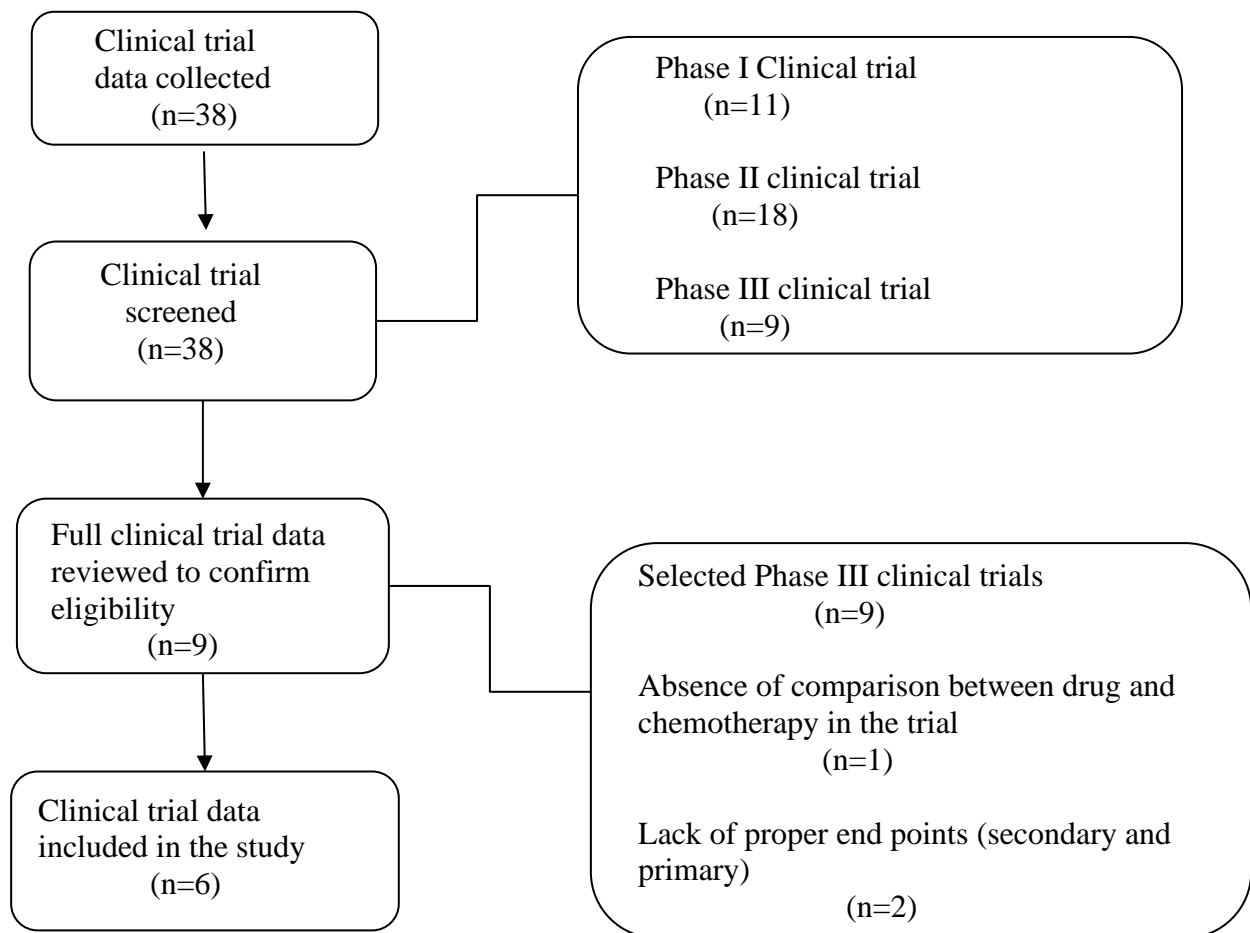 Clinical trial
data collected
(n=38)
Phase I Clinical trial
(n=11)
Phase II clinical trial
(n=18)
Phase III clinical trial
(n=9)
Clinical trial
screened
(n=38)
Full clinical trial data
reviewed to confirm
eligibility
(n=9)
Selected Phase III clinical trials
(n=9)
Absence of comparison between drug and
chemotherapy in the trial
(n=1)
Lack of proper end points (secondary and
primary)
(n=2)
Clinical trial data
included in the study
(n=6)